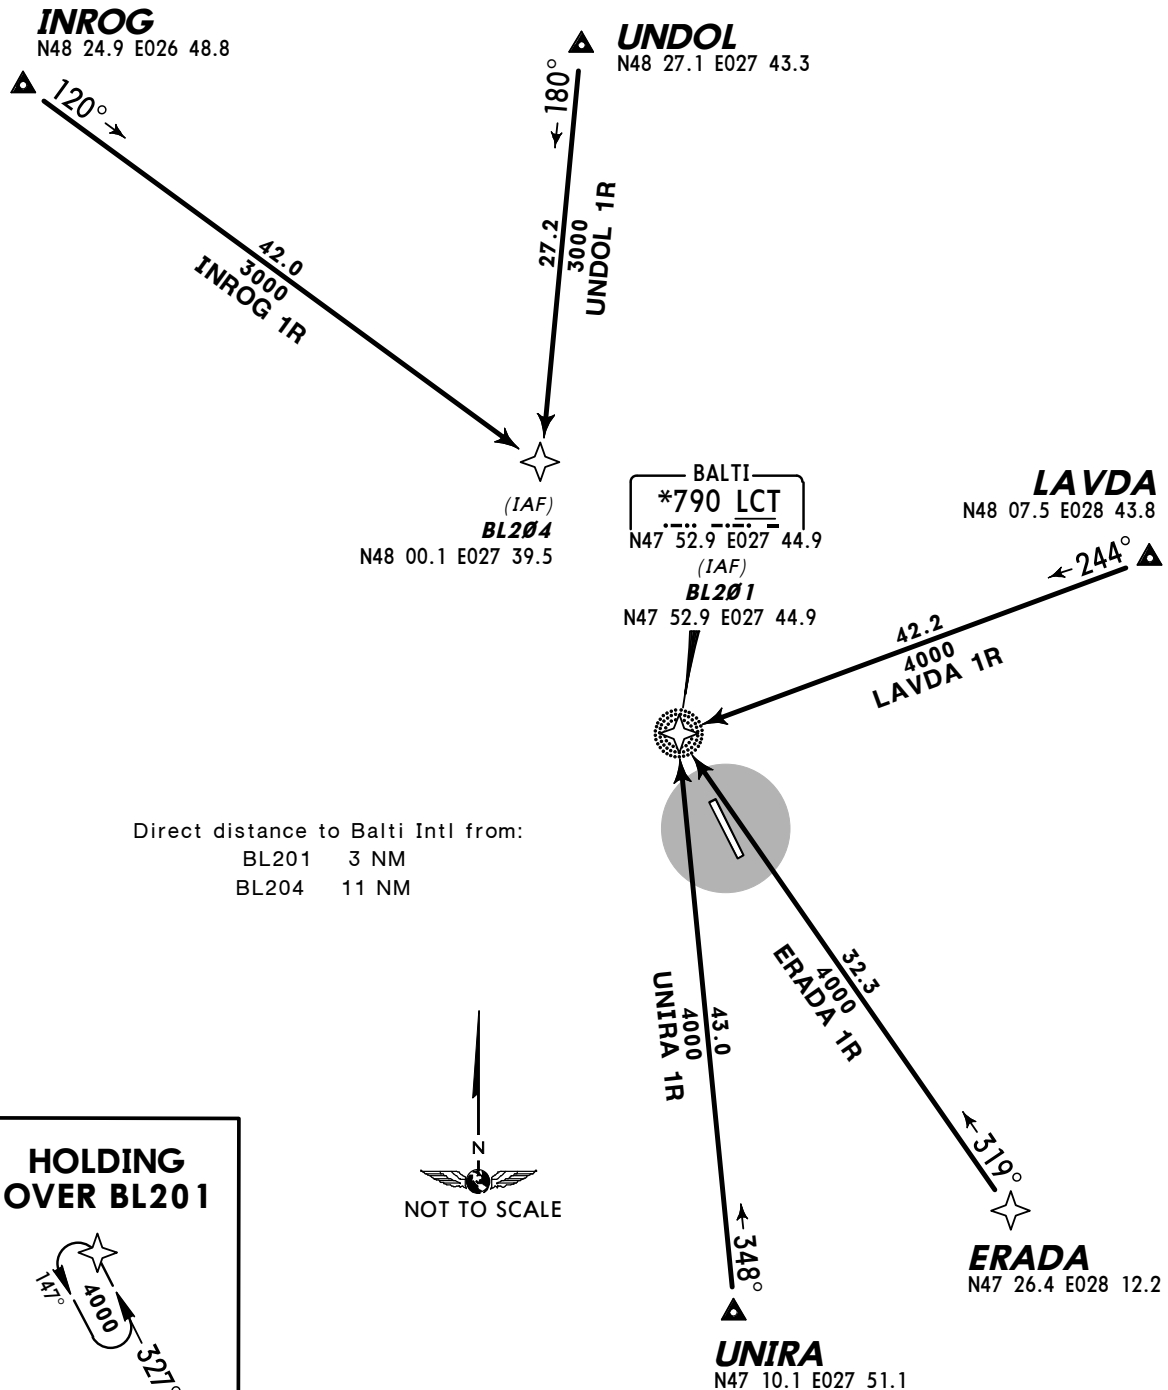 INROG
N48 24.9 E026 48.8
UNDOL
N48 27.1 E027 43.3
120°
180°
42.0
3000
INROG 1R
27.2
3000
UNDOL 1R
(IAF)
BL2Ø4
N48 00.1 E027 39.5
BALTI
*790 LCT
N47 52.9 E027 44.9
(IAF)
BL2Ø1
N47 52.9 E027 44.9
LAVDA
N48 07.5 E028 43.8
244°
42.2
4000
LAVDA 1R
Direct distance to Balti Intl from:
BL201 3 NM
BL204 11 NM
32.3
4000
ERADA 1R
43.0
4000
UNIRA 1R
319°
ERADA
N47 26.4 E028 12.2
348°
UNIRA
N47 10.1 E027 51.1
N
NOT TO SCALE
HOLDING
OVER BL201
147°
4000
327°